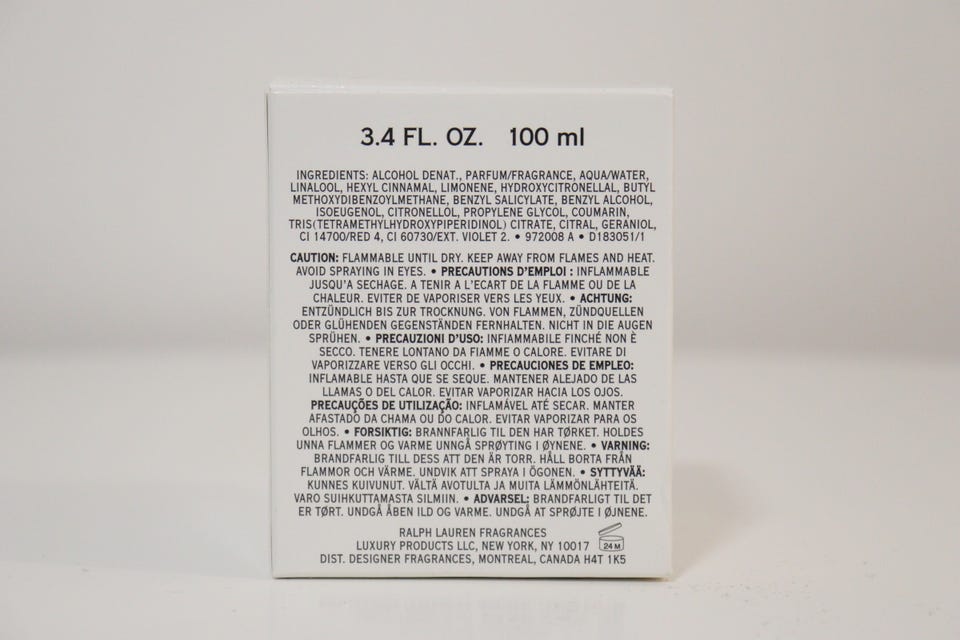 3.4 FL. OZ. 100 ml
INGREDIENTS: ALCOHOL DENAT., PARFUM/FRAGRANCE, AQUA/WATER,
LINALOOL, HEXYL CINNAMAL, LIMONENE, HYDROXYCITRONELLAL, BUTYL
METHOXYDIBENZOYLMETHANE, BENZYL SALICYLATE, BENZYL ALCOHOL,
ISOEUGENOL, CITRONELLOL, PROPYLENE GLYCOL, COUMARIN,
TRIS(TETRAMETHYLHYDROXYPIPERIDINOL) CITRATE, CITRAL, GERANIOL,
CI 14700/RED 4, CI 60730/EXT. VIOLET 2. • 972008 A • D183051/1
CAUTION: FLAMMABLE UNTIL DRY. KEEP AWAY FROM FLAMES AND HEAT.
AVOID SPRAYING IN EYES. • PRECAUTIONS D'EMPLOI : INFLAMMABLE
JUSQU'A SECHAGE. A TENIR A L'ECART DE LA FLAMME OU DE LA
CHALEUR. EVITER DE VAPORISER VERS LES YEUX. • ACHTUNG:
ENTZÜNDLICH BIS ZUR TROCKNUNG. VON FLAMMEN, ZÜNDQUELLEN
ODER GLÜHENDEN GEGENSTÄNDEN FERNHALTEN. NICHT IN DIE AUGEN
SPRÜHEN. • PRECAUZIONI D'USO: INFIAMMABILE FINCHÉ NON È
SECCO. TENERE LONTANO DA FIAMME O CALORE. EVITARE DI
VAPORIZZARE VERSO GLI OCCHI. • PRECAUCIONES DE EMPLEO:
INFLAMABLE HASTA QUE SE SEQUE. MANTENER ALEJADO DE LAS
LLAMAS O DEL CALOR. EVITAR VAPORIZAR HACIA LOS OJOS.
PRECAUÇÕES DE UTILIZAÇÃO: INFLAMÁVEL ATÉ SECAR. MANTER
AFASTADO DA CHAMA OU DO CALOR. EVITAR VAPORIZAR PARA OS
OLHOS. • FORSIKTIG: BRANNFARLIG TIL DEN HAR TØRKET. HOLDES
UNNA FLAMMER OG VARME UNNGÅ SPRØYTING I ØYNENE. • VARNING:
BRANDFARLIG TILL DESS ATT DEN ÄR TORR. HÅLL BORTA FRÅN
FLAMMOR OCH VÄRME. UNDVIK ATT SPRAYA I ÖGONEN. • SYTTYVÄÄ:
KUNNES KUIVUNUT. VÄLTÄ AVOTULTA JA MUITA LÄMMÖNLÄHTEITÄ.
VARO SUIHKUTTAMASTA SILMIIN. • ADVARSEL: BRANDFARLIGT TIL DET
ER TØRT. UNDGÅ ÅBEN ILD OG VARME. UNDGÅ AT SPRØJTE I ØJNENE.
RALPH LAUREN FRAGRANCES
LUXURY PRODUCTS LLC, NEW YORK, NY 10017 24 M
DIST. DESIGNER FRAGRANCES, MONTREAL, CANADA H4T 1K5